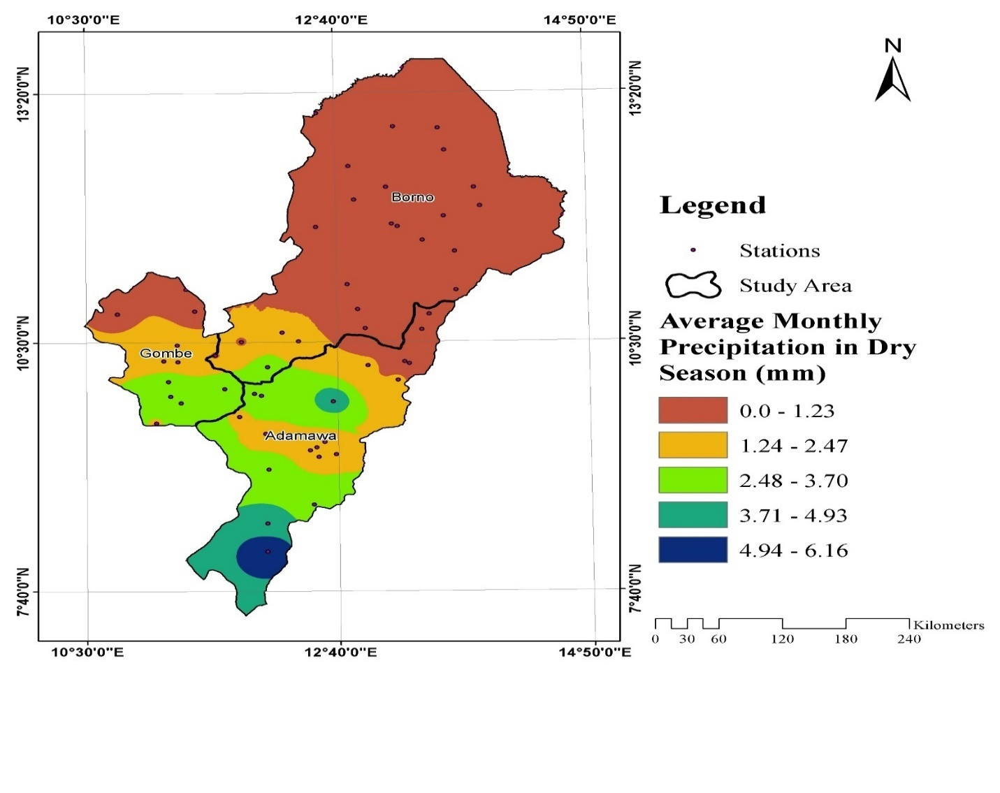 10°30'0"E 12°40'0"E 14°50'0"E
N
13°20'0"N 13°20'0"N
Borno
Legend
Stations
Study Area
Average Monthly
Precipitation in Dry
Season (mm)
10°30'0"N 10°30'0"N
Gombe
0.0 - 1.23
Adamawa
1.24 - 2.47
2.48 - 3.70
3.71 - 4.93
4.94 - 6.16
7°40'0"N 7°40'0"N
Kilometers
0 30 60 120 180 240
10°30'0"E 12°40'0"E 14°50'0"E